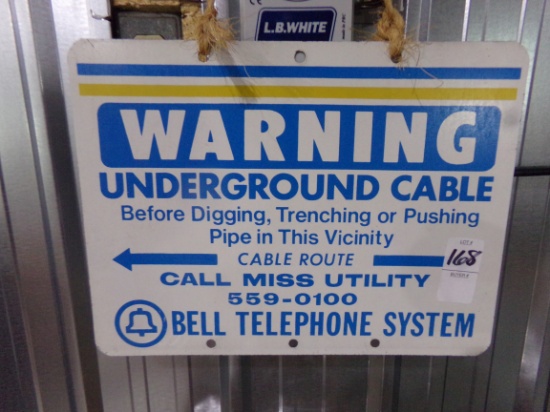 L.B.WHITE
WARNING
UNDERGROUND CABLE
Before Digging, Trenching or Pushing
Pipe in This Vicinity
CABLE ROUTE
CALL MISS UTILITY
559-0100
BELL TELEPHONE SYSTEM
LOT#
168